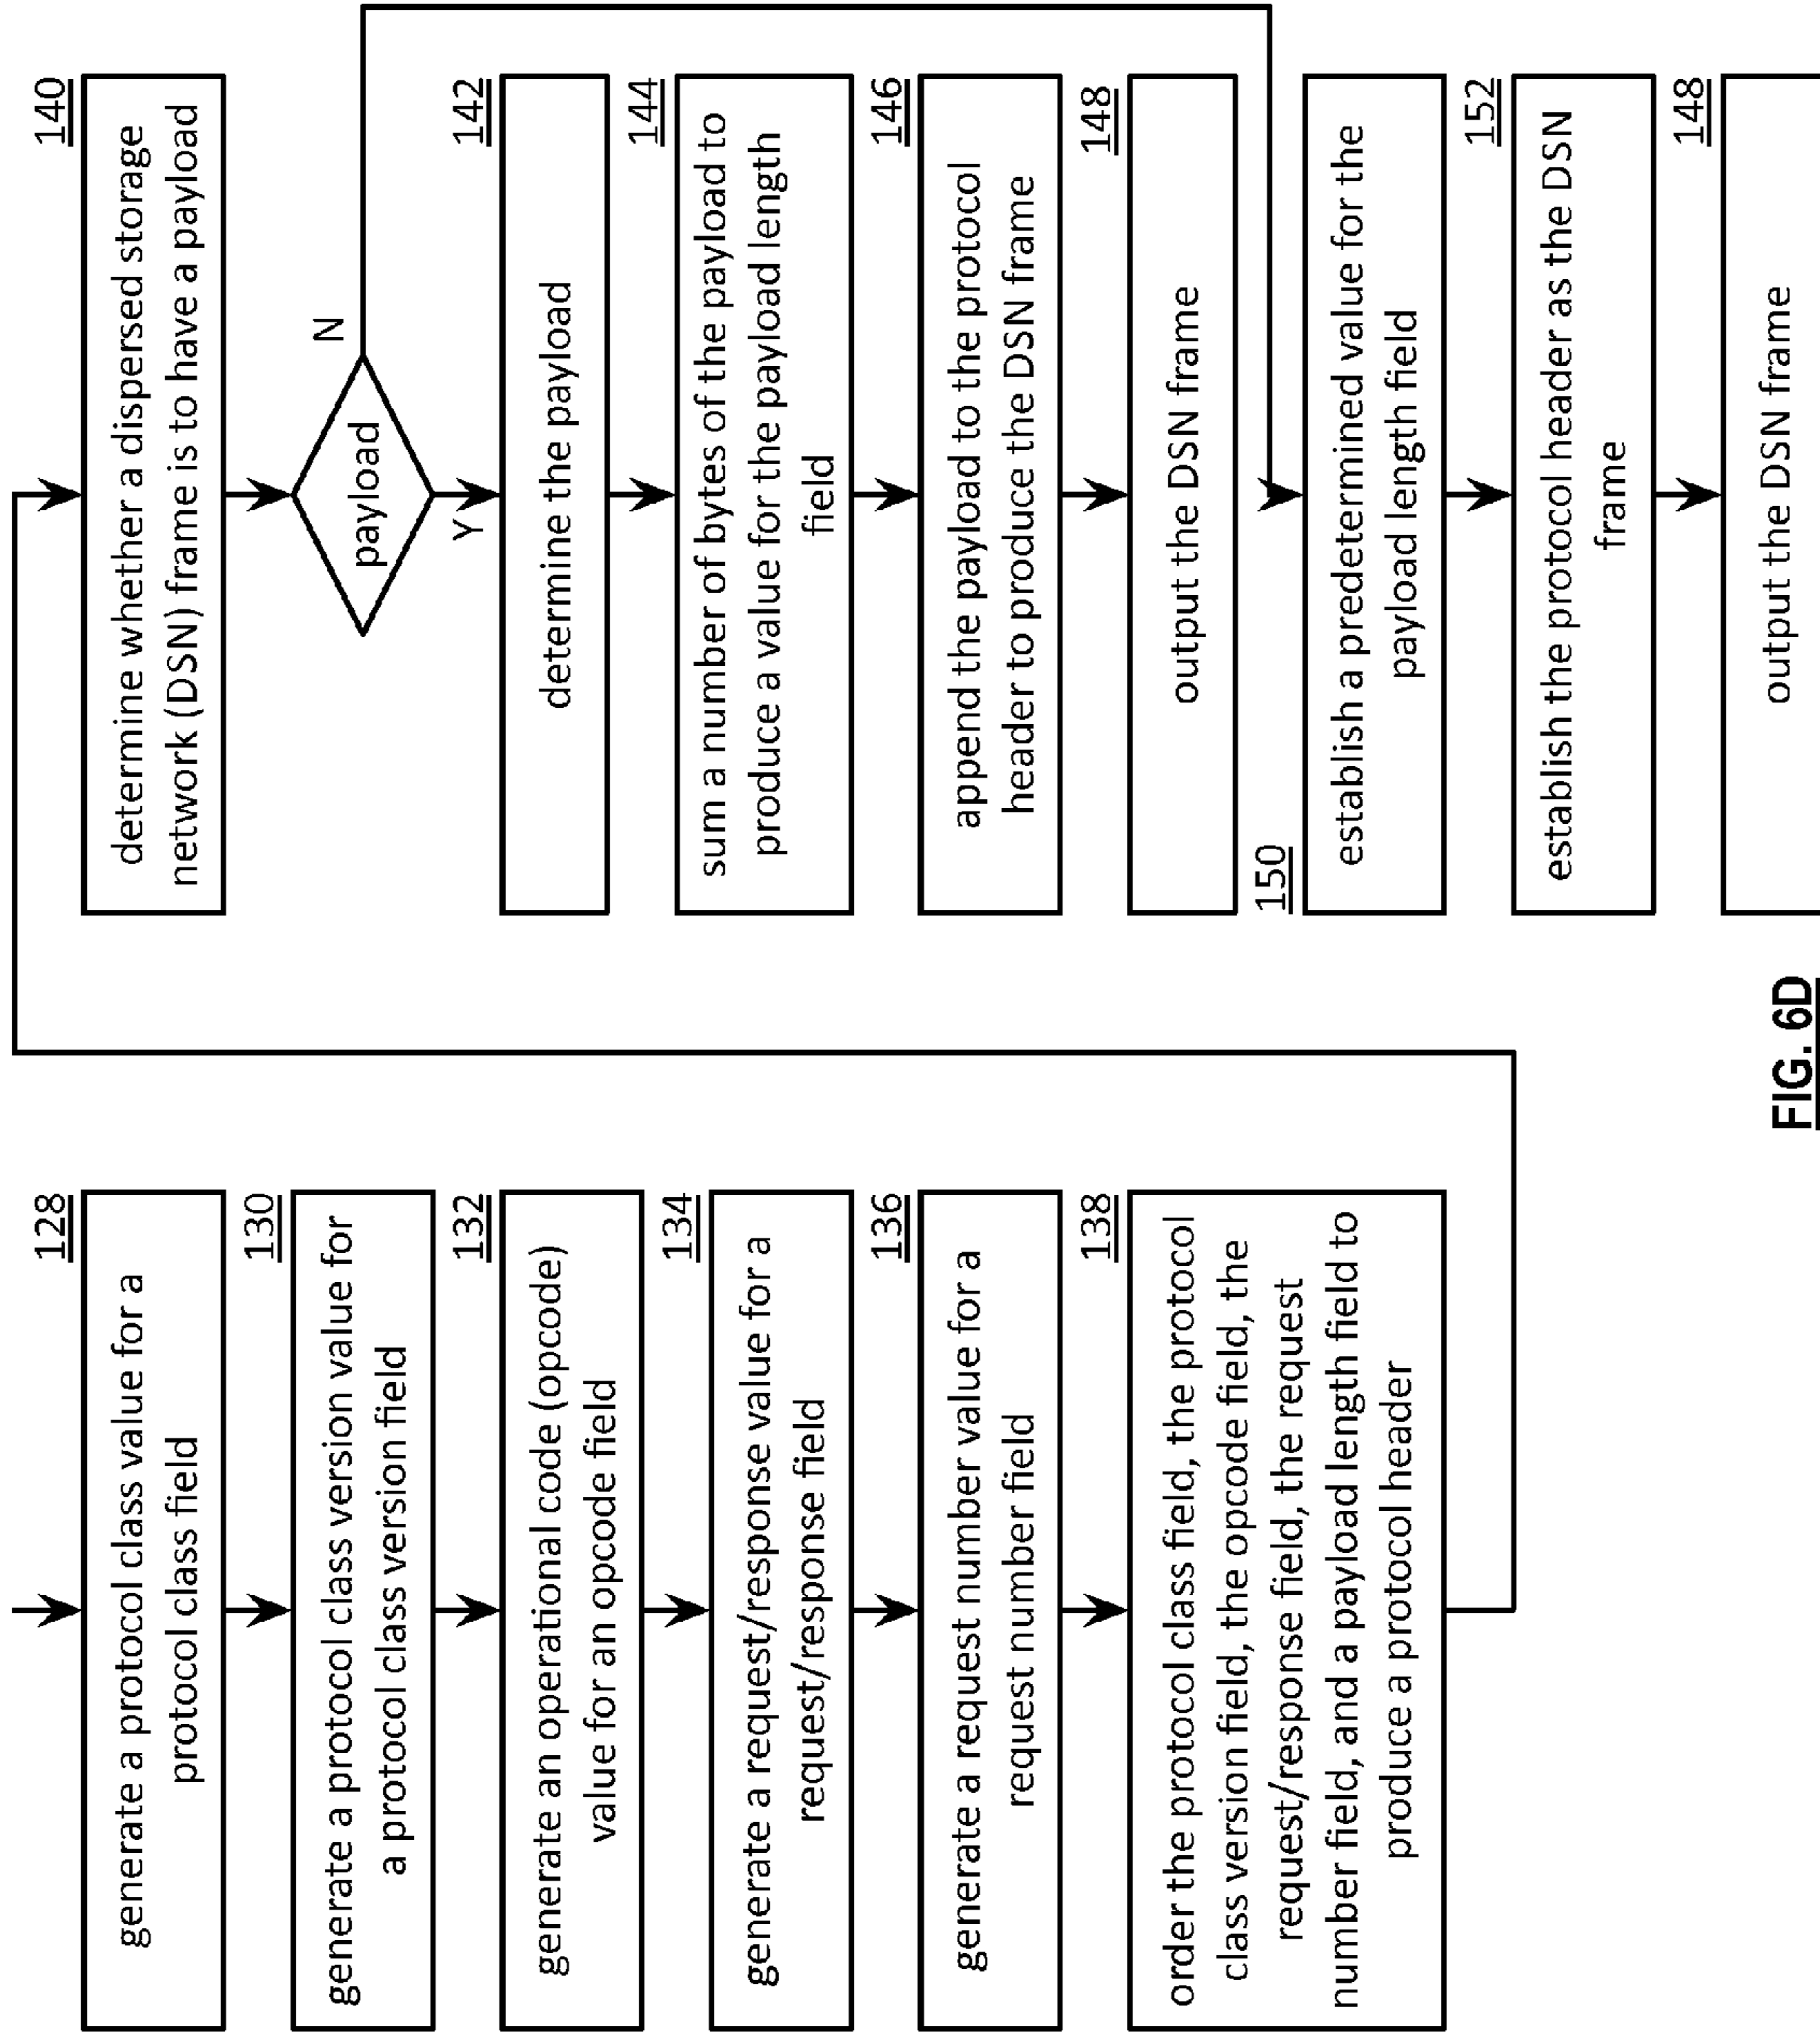 128
generate a protocol class value for a
protocol class field
130
generate a protocol class version value for
a protocol class version field
132
generate an operational code (opcode)
value for an opcode field
134
generate a request/response value for a
request/response field
136
generate a request number value for a
request number field
138
order the protocol class field, the protocol
class version field, the opcode field, the
request/response field, the request
number field, and a payload length field to
produce a protocol header
140
determine whether a dispersed storage
network (DSN) frame is to have a payload
payload
N
Y
142
determine the payload
144
sum a number of bytes of the payload to
produce a value for the payload length
field
146
append the payload to the protocol
header to produce the DSN frame
148
output the DSN frame
150
establish a predetermined value for the
payload length field
152
establish the protocol header as the DSN
frame
148
output the DSN frame
FIG. 6D